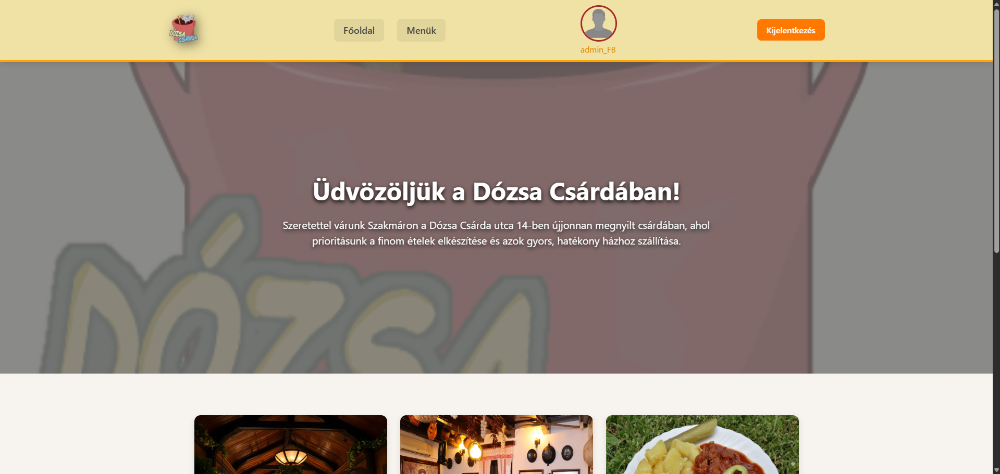 DÓZSA
CSÁRDA
Főoldal
Menük
admin_FB
Kijelentkezés
Üdvözöljük a Dózsa Csárdában!
Szeretettel várunk Szakmáron a Dózsa Csárda utca 14-ben újjonnan megnyilt csárdában, ahol
prioritásunk a finom ételek elkészítése és azok gyors, hatékony házhoz szállítása.
DÓZSA